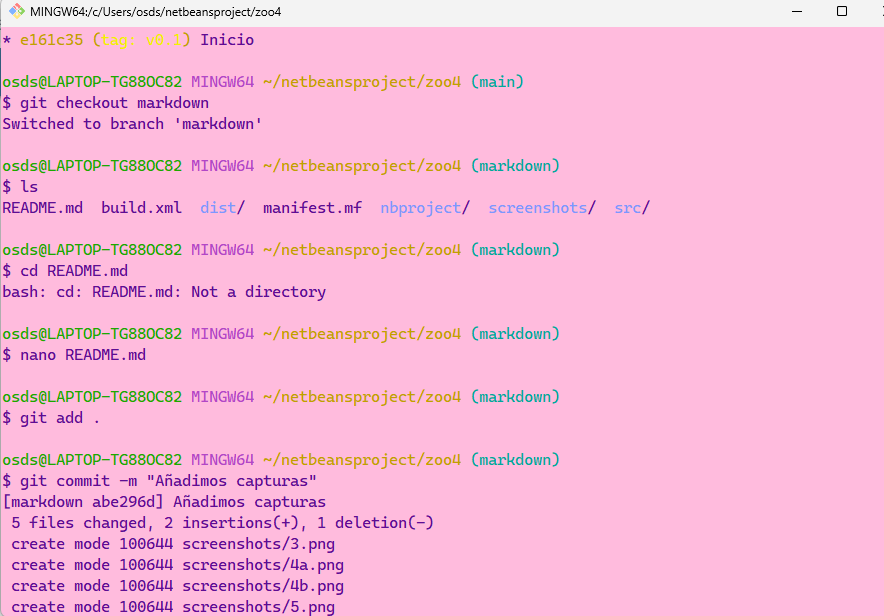 MINGW64:/c/Users/osds/netbeansproject/zoo4
* e161c35 (tag: v0.1) Inicio
osds@LAPTOP-TG88OC82 MINGW64 ~/netbeansproject/zoo4 (main)
$ git checkout markdown
Switched to branch 'markdown'
osds@LAPTOP-TG88OC82 MINGW64 ~/netbeansproject/zoo4 (markdown)
$ ls
README.md  build.xml  dist/  manifest.mf  nbproject/  screenshots/  src/
osds@LAPTOP-TG88OC82 MINGW64 ~/netbeansproject/zoo4 (markdown)
$ cd README.md
bash: cd: README.md: Not a directory
osds@LAPTOP-TG88OC82 MINGW64 ~/netbeansproject/zoo4 (markdown)
$ nano README.md
osds@LAPTOP-TG88OC82 MINGW64 ~/netbeansproject/zoo4 (markdown)
$ git add .
osds@LAPTOP-TG88OC82 MINGW64 ~/netbeansproject/zoo4 (markdown)
$ git commit -m "Añadimos capturas"
[markdown abe296d] Añadimos capturas
 5 files changed, 2 insertions(+), 1 deletion(-)
 create mode 100644 screenshots/3.png
 create mode 100644 screenshots/4a.png
 create mode 100644 screenshots/4b.png
 create mode 100644 screenshots/5.png